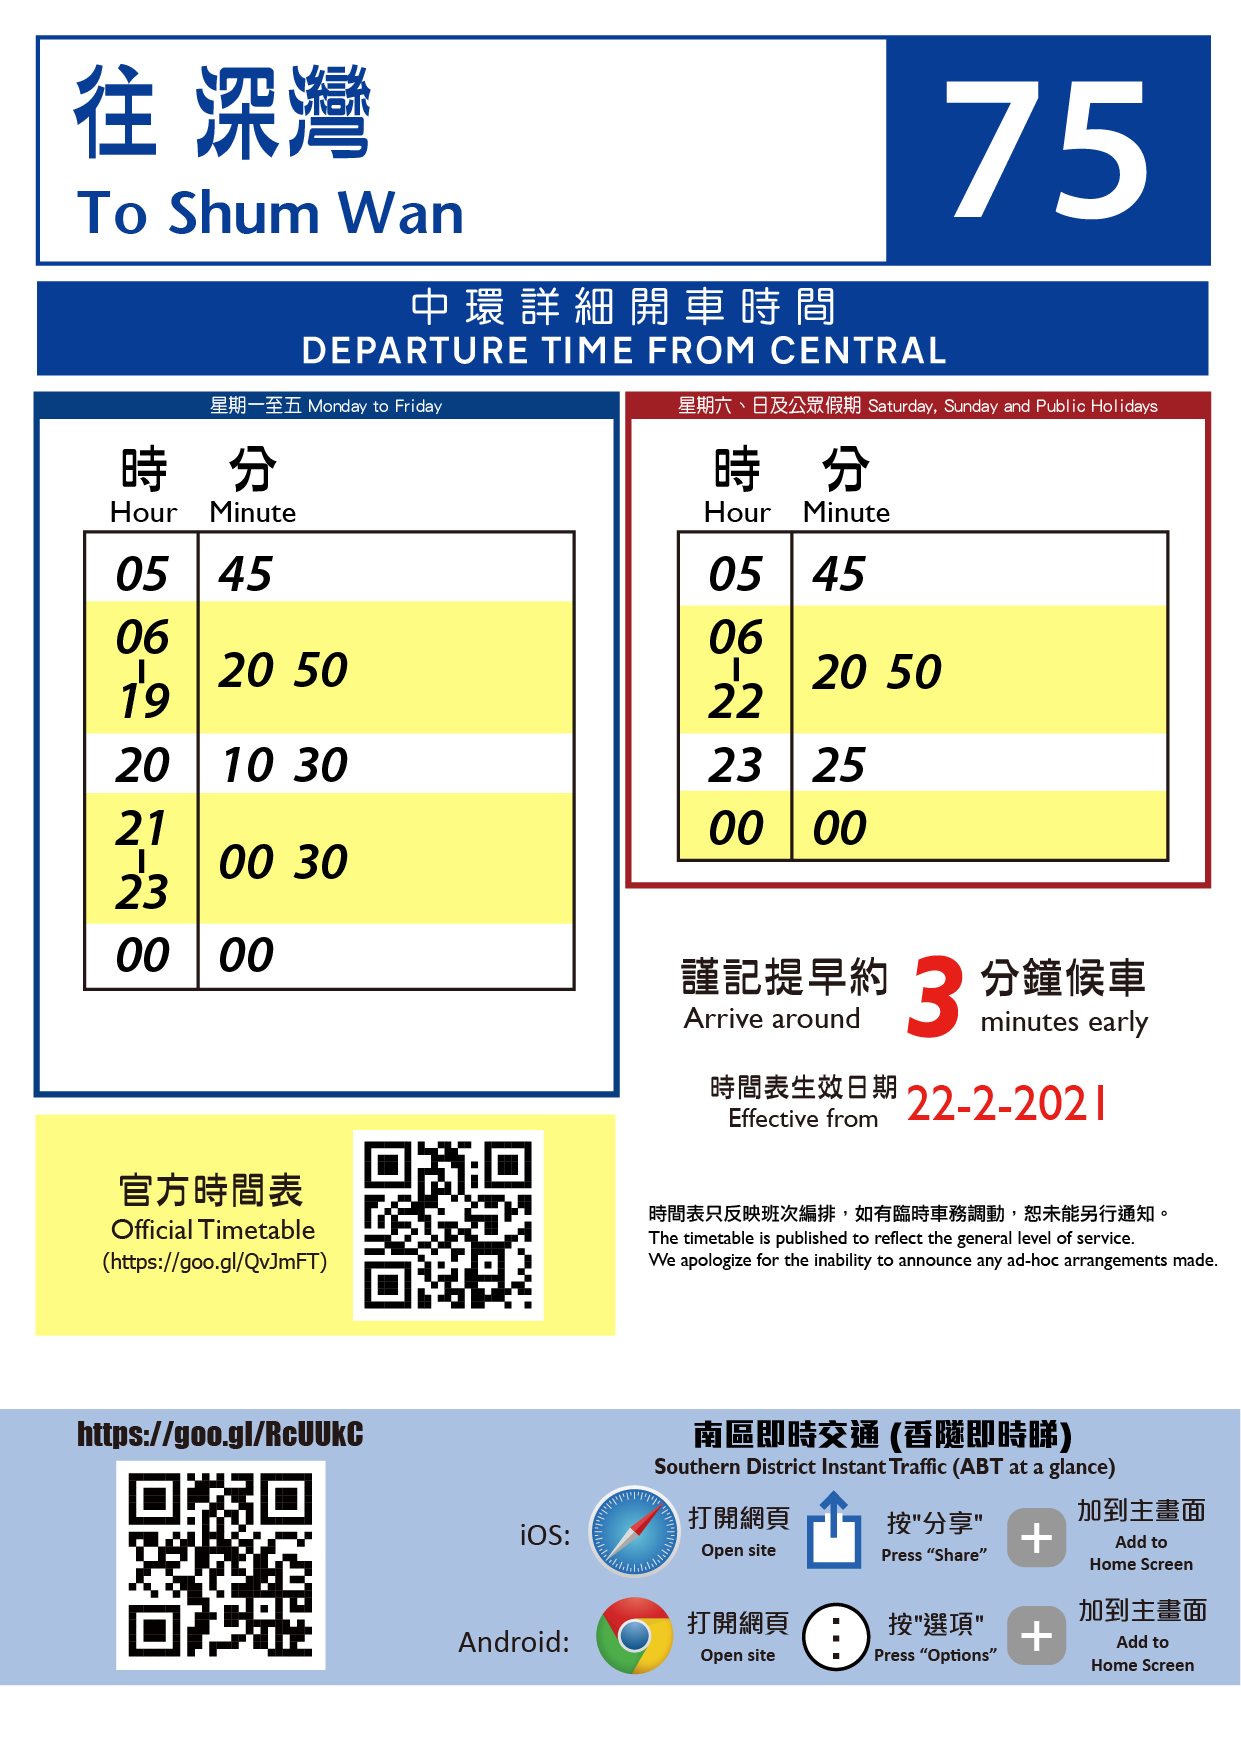 往 深灣
To Shum Wan
75
中環詳細開車時間
DEPARTURE TIME FROM CENTRAL
星期一至五 Monday to Friday
時 分
Hour Minute
05 45
06
-
19
20 50
20 10 30
21
-
23
00 30
00 00
星期六、日及公眾假期 Saturday, Sunday and Public Holidays
時 分
Hour Minute
05 45
06
-
22
20 50
23 25
00 00
謹記提早約 3 分鐘候車
Arrive around minutes early
時間表生效日期
Effective from
22-2-2021
官方時間表
Official Timetable
(https://goo.gl/QvJmFT)
時間表只反映班次編排，如有臨時車務調動，恕未能另行通知。
The timetable is published to reflect the general level of service.
We apologize for the inability to announce any ad-hoc arrangements made.
https://goo.gl/RcUUkC
南區即時交通 (香隧即時睇)
Southern District Instant Traffic (ABT at a glance)
iOS:
打開網頁
Open site
按"分享"
Press “Share”
加到主畫面
Add to
Home Screen
Android:
打開網頁
Open site
按"選項"
Press “Options”
加到主畫面
Add to
Home Screen